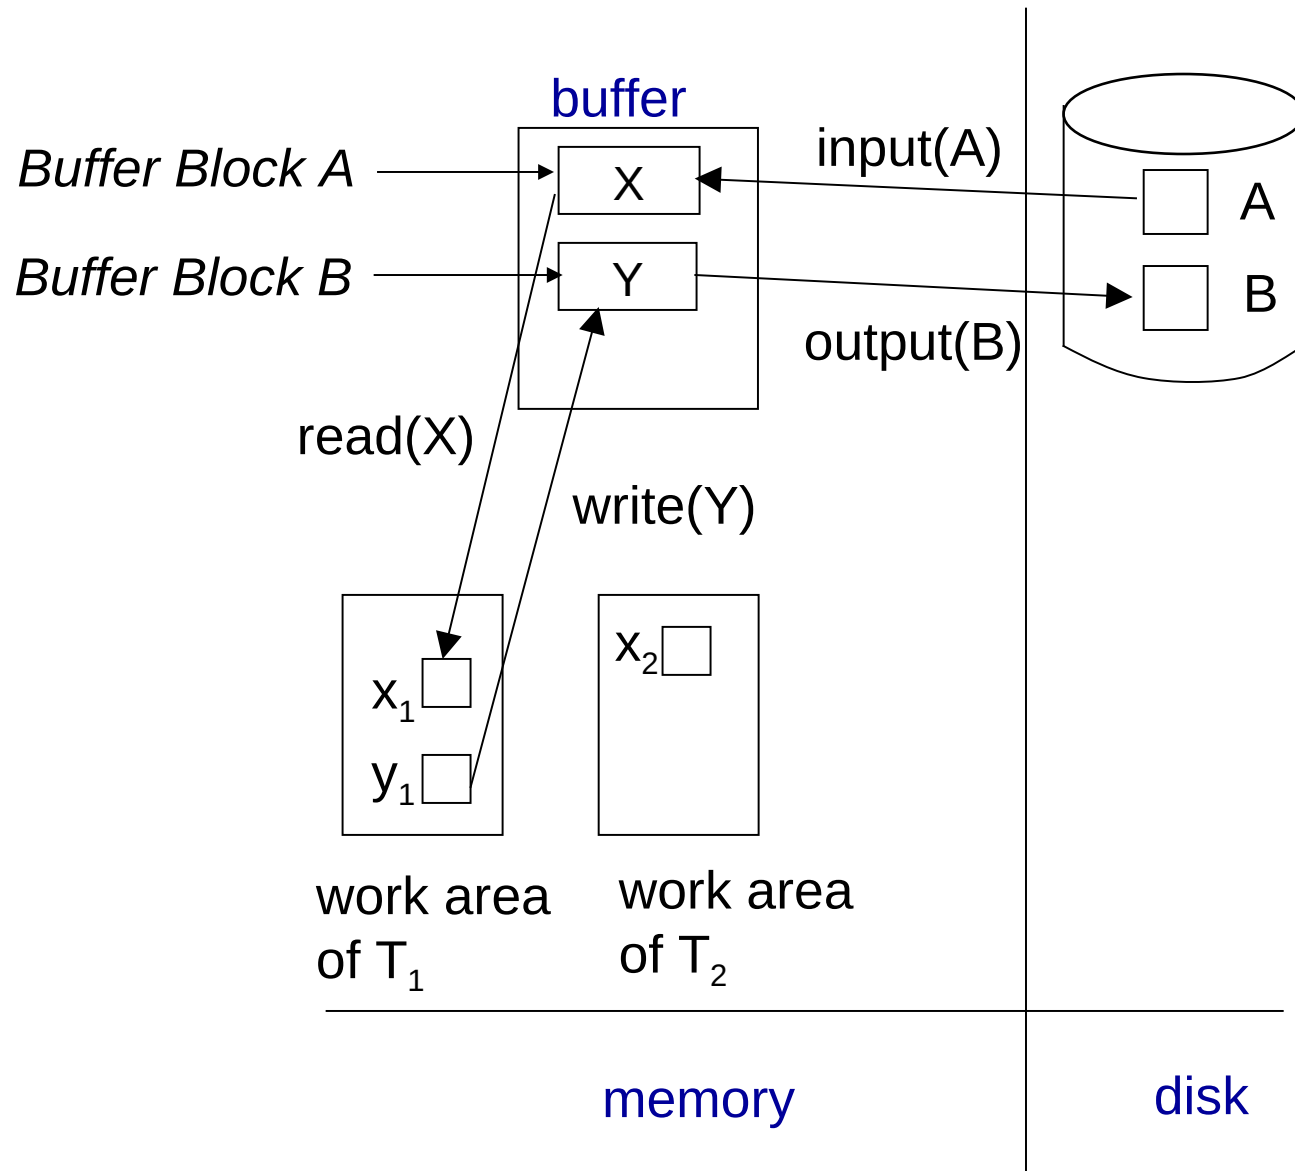 buffer
Buffer Block A
X
input(A)
A
Buffer Block B
Y
B
output(B)
read(X)
write(Y)
x₂
x₁
y₁
work area
of T₁
work area
of T₂
memory
disk